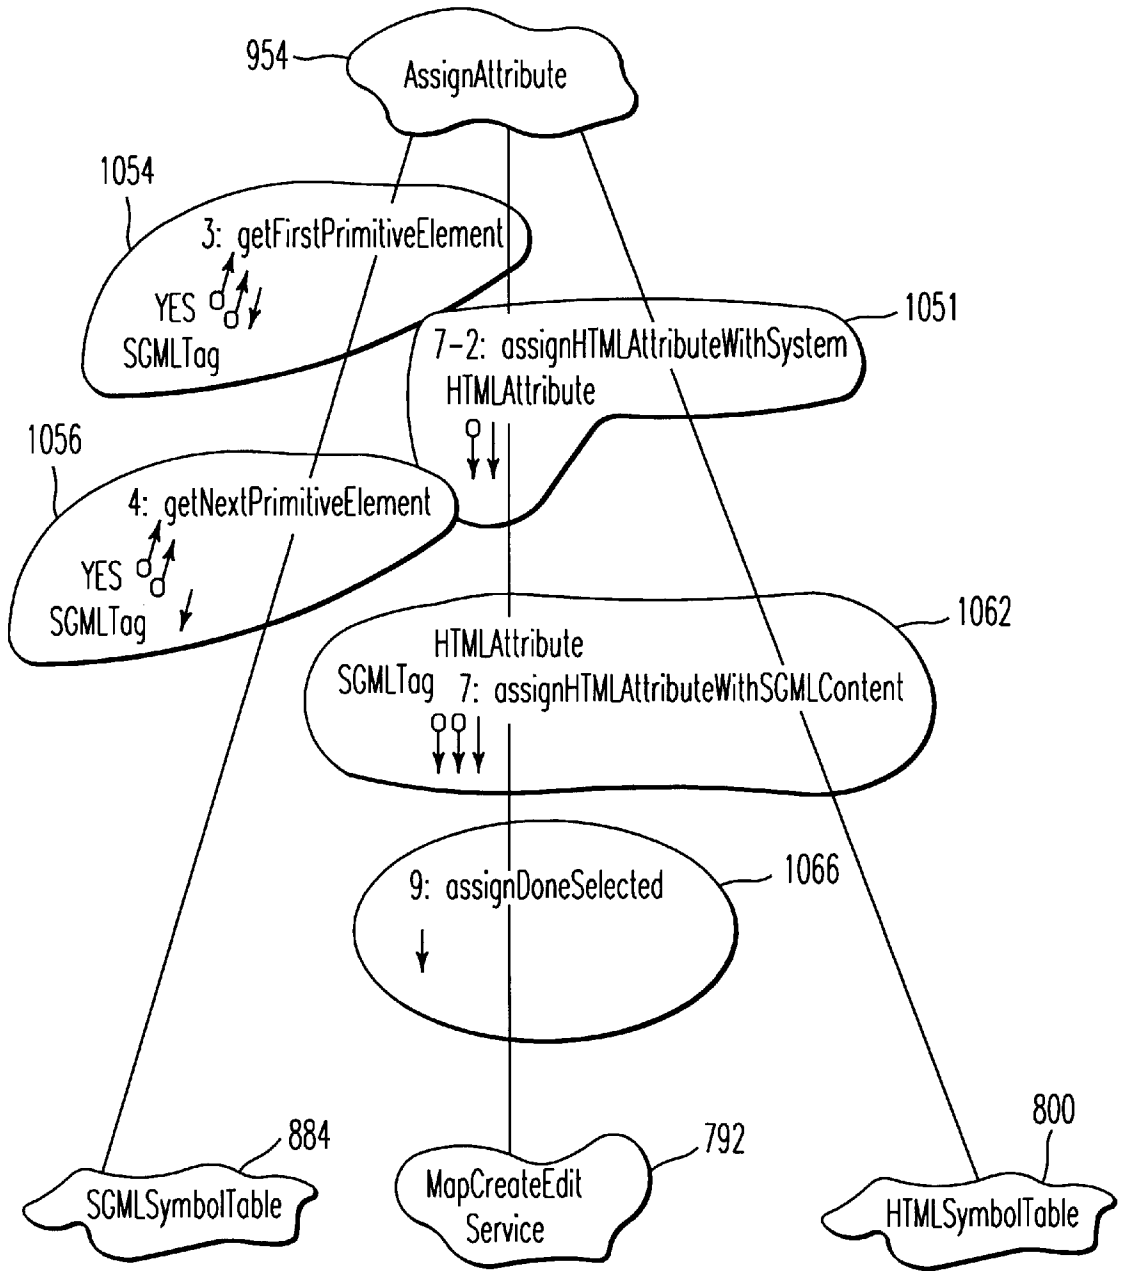 954
AssignAttribute
1054
3: getFirstPrimitiveElement
YES
SGMLTag
1051
7-2: assignHTMLAttributeWithSystem
HTMLAttribute
1056
4: getNextPrimitiveElement
YES
SGMLTag
1062
HTMLAttribute
SGMLTag 7: assignHTMLAttributeWithSGMLContent
1066
9: assignDoneSelected
884
SGMLSymbolTable
792
MapCreateEdit
Service
800
HTMLSymbolTable